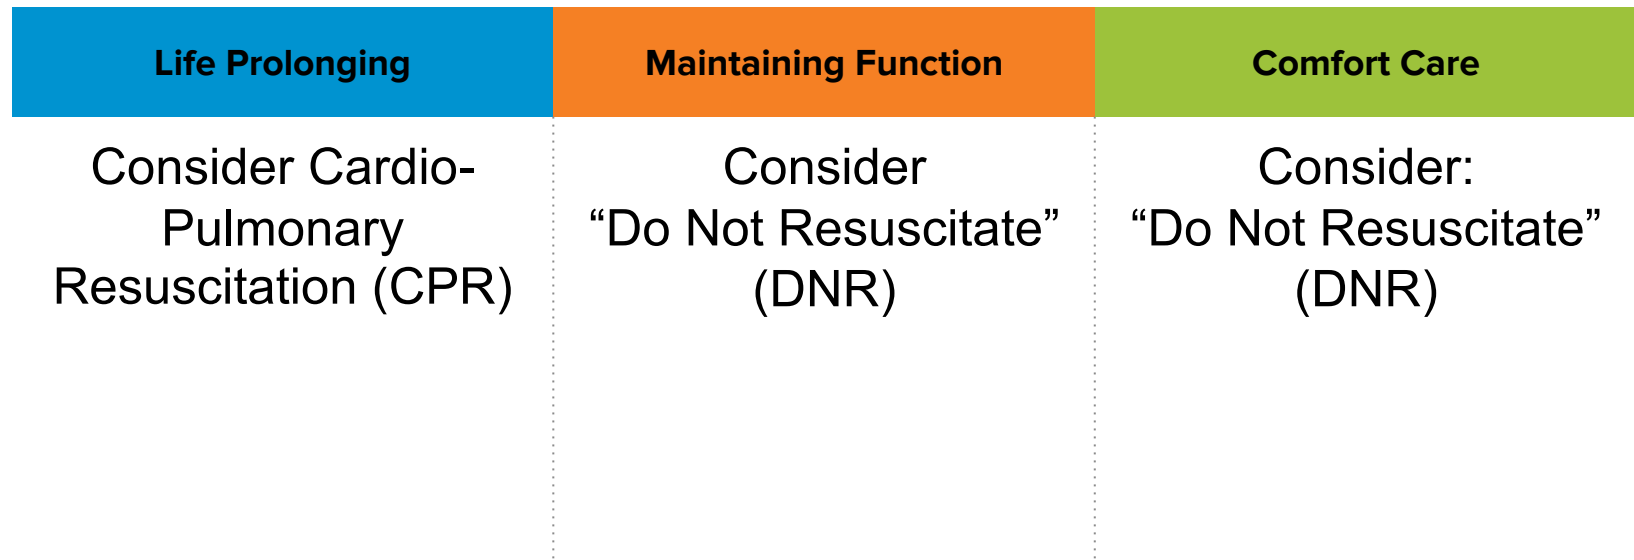 Life Prolonging
Maintaining Function
Comfort Care
Consider Cardio-
Pulmonary
Resuscitation (CPR)
Consider
“Do Not Resuscitate”
(DNR)
Consider:
“Do Not Resuscitate”
(DNR)